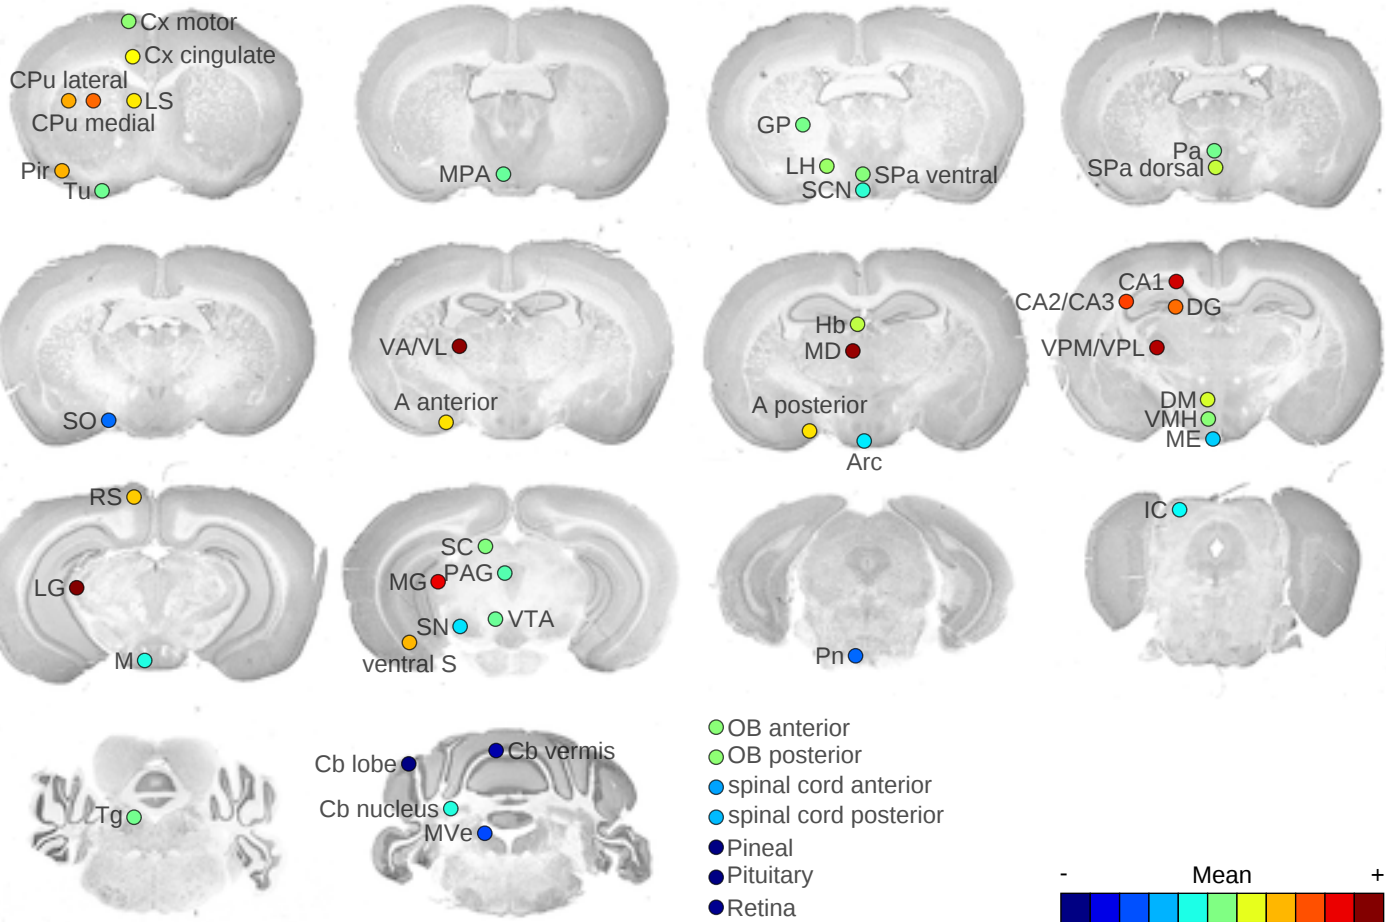 Cx motor
Cx cingulate
CPu lateral
LS
CPu medial
Pir
Tu
MPA
GP
LH
SPa ventral
SCN
Pa
SPa dorsal
SO
VA/VL
A anterior
Hb
MD
A posterior
Arc
CA1
CA2/CA3
DG
VPM/VPL
DM
VMH
ME
RS
LG
M
SC
MG
PAG
SN
VTA
ventral S
Pn
IC
Tg
Cb lobe
Cb vermis
Cb nucleus
MVe
OB anterior
OB posterior
spinal cord anterior
spinal cord posterior
Pineal
Pituitary
Retina
- Mean +